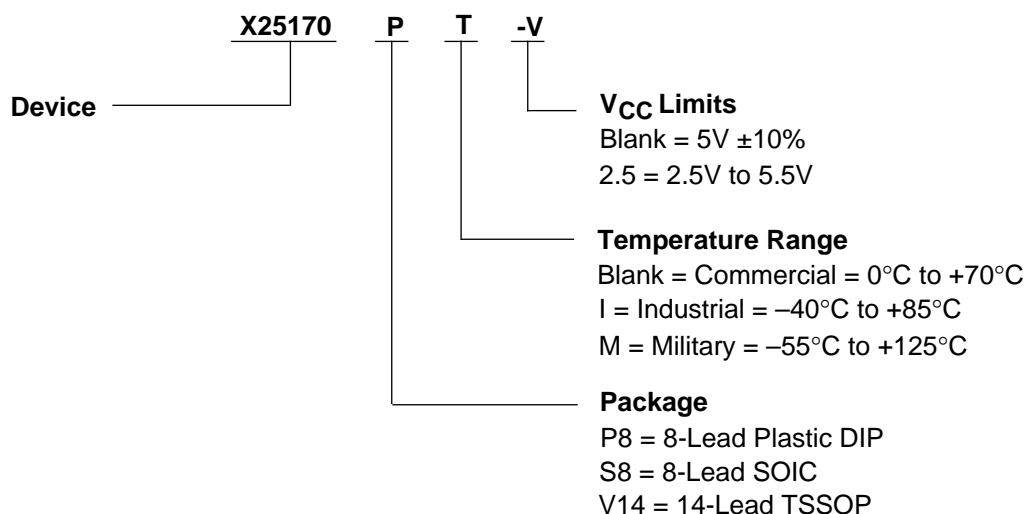 X25170 P T -V
Device
VCC Limits
Blank = 5V ±10%
2.5 = 2.5V to 5.5V
Temperature Range
Blank = Commercial = 0°C to +70°C
I = Industrial = –40°C to +85°C
M = Military = –55°C to +125°C
Package
P8 = 8-Lead Plastic DIP
S8 = 8-Lead SOIC
V14 = 14-Lead TSSOP